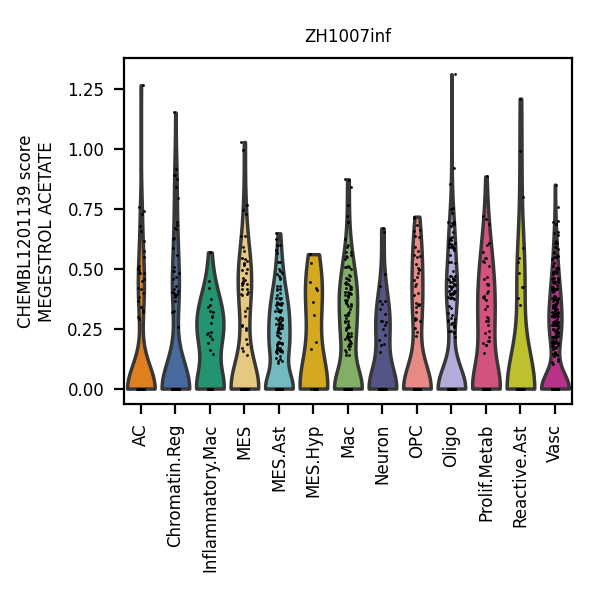 ZH1007inf
CHEMBL1201139 score
MEGESTROL ACETATE
1.25
1.00
0.75
0.50
0.25
0.00
AC
Chromatin.Reg
Inflammatory.Mac
MES
MES.Ast
MES.Hyp
Mac
Neuron
OPC
Oligo
Prolif.Metab
Reactive.Ast
Vasc